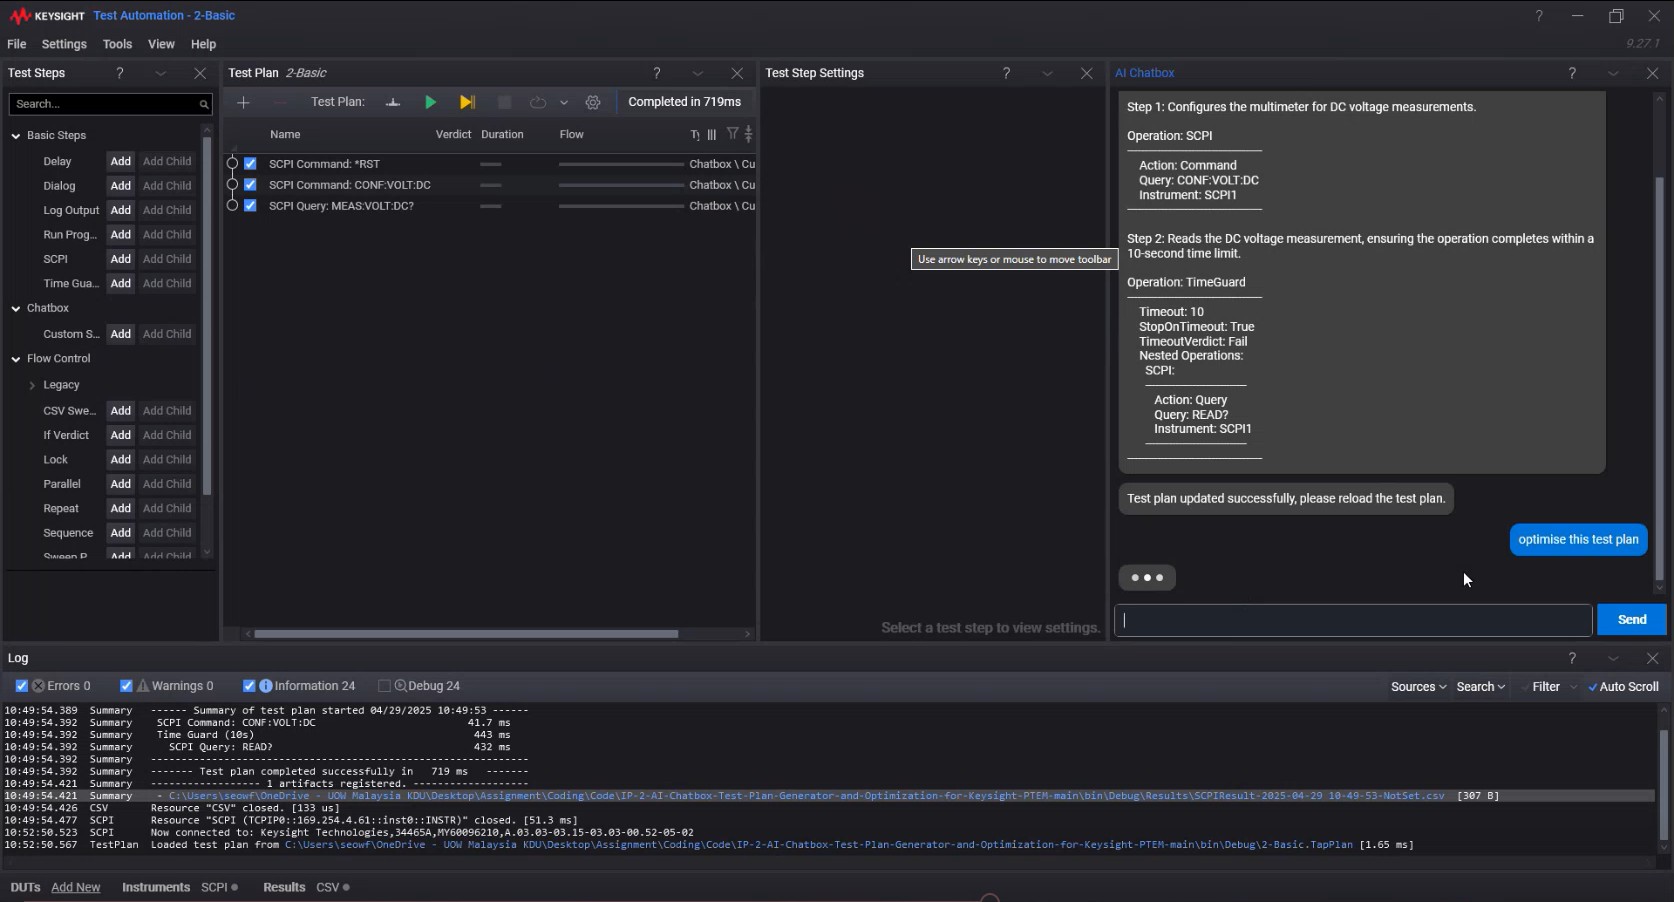 KEYSIGHT Test Automation - 2-Basic
File Settings Tools View Help
9.27.1
Test Steps
Search...
Basic Steps
Delay Add Add Child
Dialog Add Add Child
Log Output Add Add Child
Run Prog... Add Add Child
SCPI Add Add Child
Time Gua... Add Add Child
Chatbox
Custom S... Add Add Child
Flow Control
Legacy
CSV Swe... Add Add Child
If Verdict Add Add Child
Lock Add Add Child
Parallel Add Add Child
Repeat Add Add Child
Sequence Add Add Child
Sweep P Add Add Child
Test Plan 2-Basic
Test Plan: Completed in 719ms
Name Verdict Duration Flow Ty
SCPI Command: *RST Chatbox \ Cu
SCPI Command: CONF:VOLT:DC Chatbox \ Cu
SCPI Query: MEAS:VOLT:DC? Chatbox \ Cu
Test Step Settings
Use arrow keys or mouse to move toolbar
Select a test step to view settings.
AI Chatbox
Step 1: Configures the multimeter for DC voltage measurements.
Operation: SCPI
Action: Command
Query: CONF:VOLT:DC
Instrument: SCPI1
Step 2: Reads the DC voltage measurement, ensuring the operation completes within a
10-second time limit.
Operation: TimeGuard
Timeout: 10
StopOnTimeout: True
TimeoutVerdict: Fail
Nested Operations:
SCPI:
Action: Query
Query: READ?
Instrument: SCPI1
Test plan updated successfully, please reload the test plan.
optimise this test plan
Send
Log
Errors 0 Warnings 0 Information 24 Debug 24 Sources Search Filter Auto Scroll
10:49:54.389 Summary ------ Summary of test plan started 04/29/2025 10:49:53 ------
10:49:54.392 Summary SCPI Command: CONF:VOLT:DC 41.7 ms
10:49:54.392 Summary Time Guard (10s) 443 ms
10:49:54.392 Summary SCPI Query: READ? 432 ms
10:49:54.392 Summary -------------------------------------------------------
10:49:54.392 Summary ------- Test plan completed successfully in 719 ms -------
10:49:54.421 Summary ----------------- 1 artifacts registered. -----------------
10:49:54.421 Summary - C:\Users\seowf\OneDrive - UOW Malaysia KDU\Desktop\Assignment\Coding\Code\IP-2-AI-Chatbox-Test-Plan-Generator-and-Optimization-for-Keysight-PTEM-main\bin\Debug\Results\SCPIResult-2025-04-29 10-49-53-NotSet.csv [307 B]
10:49:54.426 CSV Resource "CSV" closed. [133 us]
10:49:54.477 SCPI Resource "SCPI (TCPIP0::169.254.4.61::inst0::INSTR)" closed. [51.3 ms]
10:52:50.523 SCPI Now connected to: Keysight Technologies,34465A,MY60096210,A.03.03-03.15-03.03-00.52-05-02
10:52:50.567 TestPlan Loaded test plan from C:\Users\seowf\OneDrive - UOW Malaysia KDU\Desktop\Assignment\Coding\Code\IP-2-AI-Chatbox-Test-Plan-Generator-and-Optimization-for-Keysight-PTEM-main\bin\Debug\2-Basic.TapPlan [1.65 ms]
DUTs Add New Instruments SCPI Results CSV